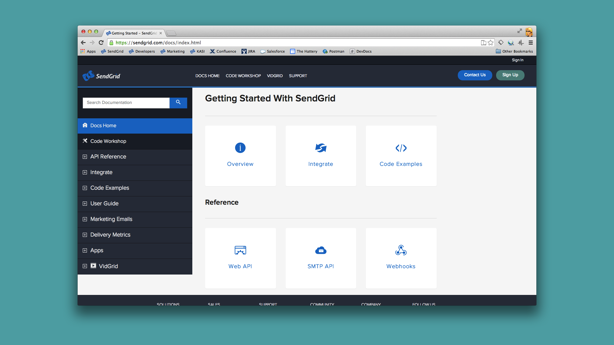 Getting Started – SendGrid
https://sendgrid.com/docs/index.html
Apps SendGrid Developers Marketing KASI Confluence JIRA Salesforce The Hottery Postman DevDocs Other Bookmarks
Sign In
SendGrid DOCS HOME CODE WORKSHOP VIDGRID SUPPORT Contact Us Sign Up
Search Documentation
Docs Home
Code Workshop
API Reference
Integrate
Code Examples
User Guide
Marketing Emails
Delivery Metrics
Apps
VidGrid
Getting Started With SendGrid
Overview Integrate Code Examples
Reference
Web API SMTP API Webhooks
SOLUTIONS SALES SUPPORT COMMUNITY COMPANY FOLLOW US